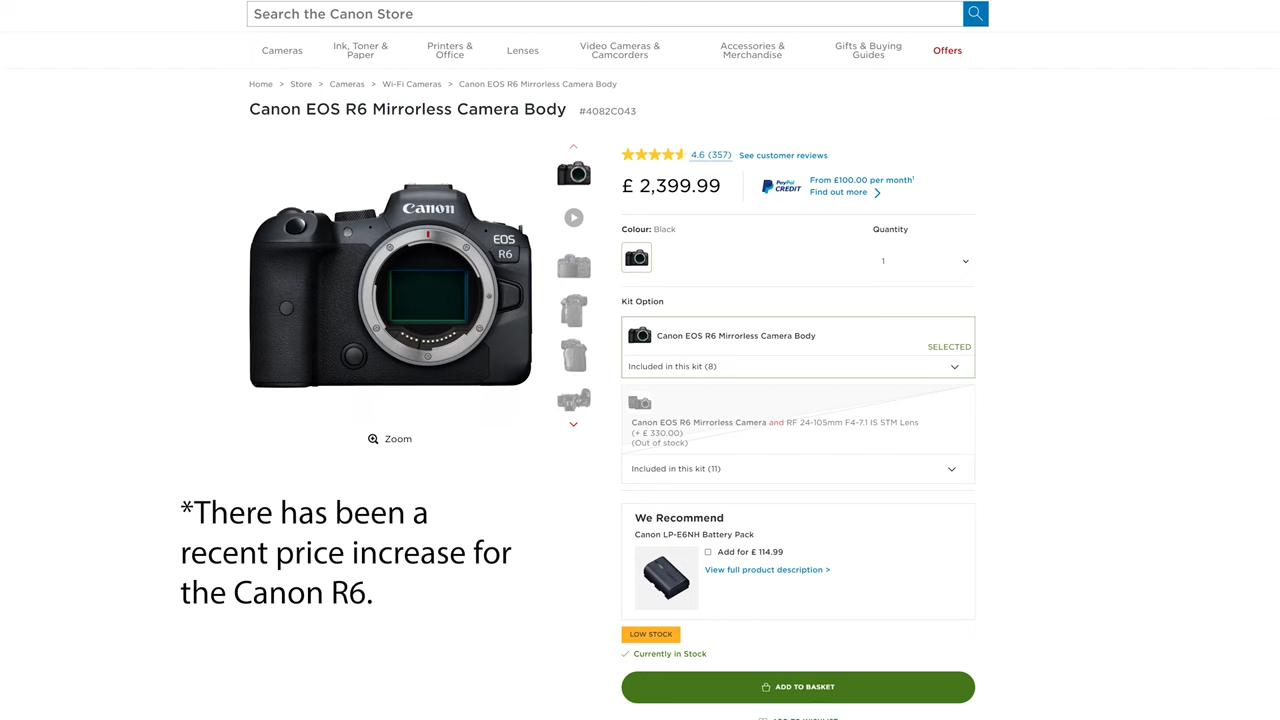 Search the Canon Store
Cameras
Ink, Toner &
Paper
Printers &
Office
Lenses
Video Cameras &
Camcorders
Accessories &
Merchandise
Gifts & Buying
Guides
Offers
Home > Store > Cameras > Wi-Fi Cameras > Canon EOS R6 Mirrorless Camera Body
Canon EOS R6 Mirrorless Camera Body #4082C043
Canon
EOS
R6
Zoom
4.6 (357) See customer reviews
£ 2,399.99
PayPal
CREDIT
From £100.00 per month¹
Find out more
Colour: Black
Quantity
1
Kit Option
Canon EOS R6 Mirrorless Camera Body
SELECTED
Included in this kit (8)
Canon EOS R6 Mirrorless Camera and RF 24-105mm F4-7.1 IS STM Lens
(+ £ 330.00)
(Out of stock)
Included in this kit (11)
We Recommend
Canon LP-E6NH Battery Pack
Add for £ 114.99
View full product description >
LOW STOCK
Currently in Stock
ADD TO BASKET
*There has been a
recent price increase for
the Canon R6.